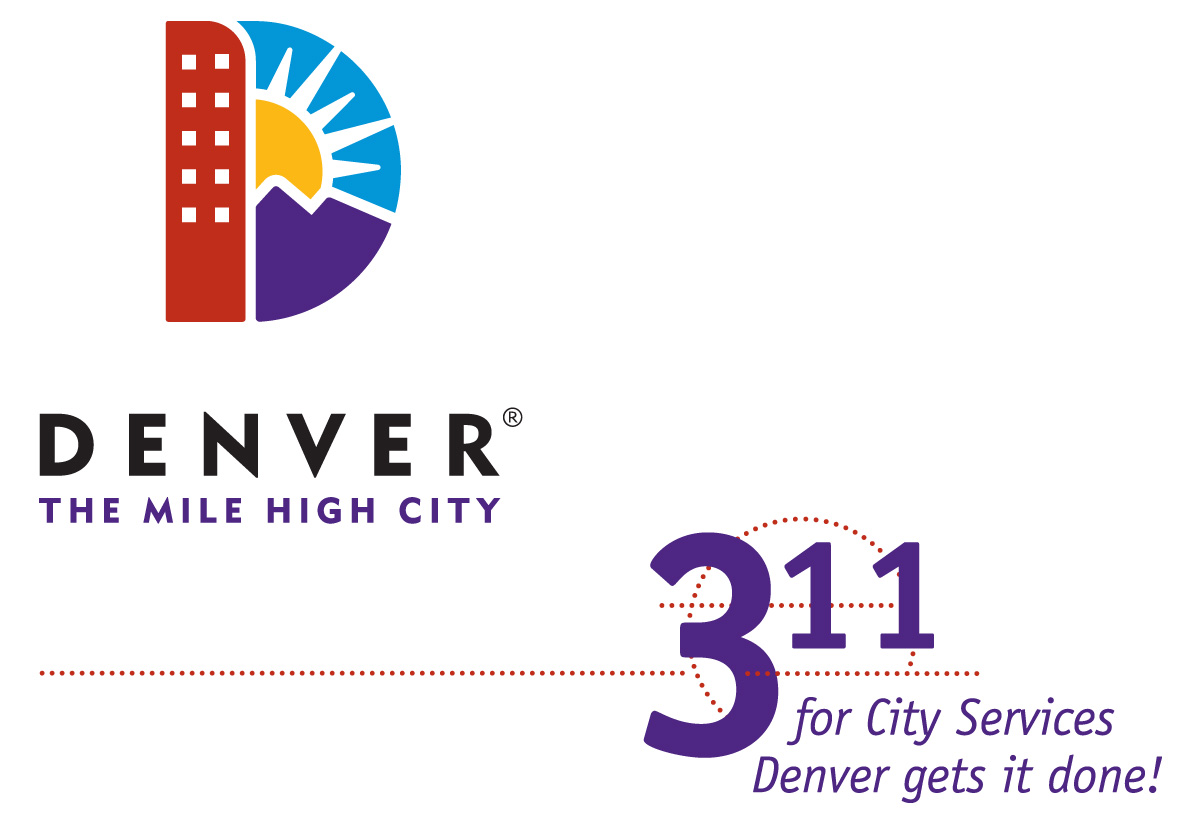 DENVER®
THE MILE HIGH CITY
311
for City Services
Denver gets it done!